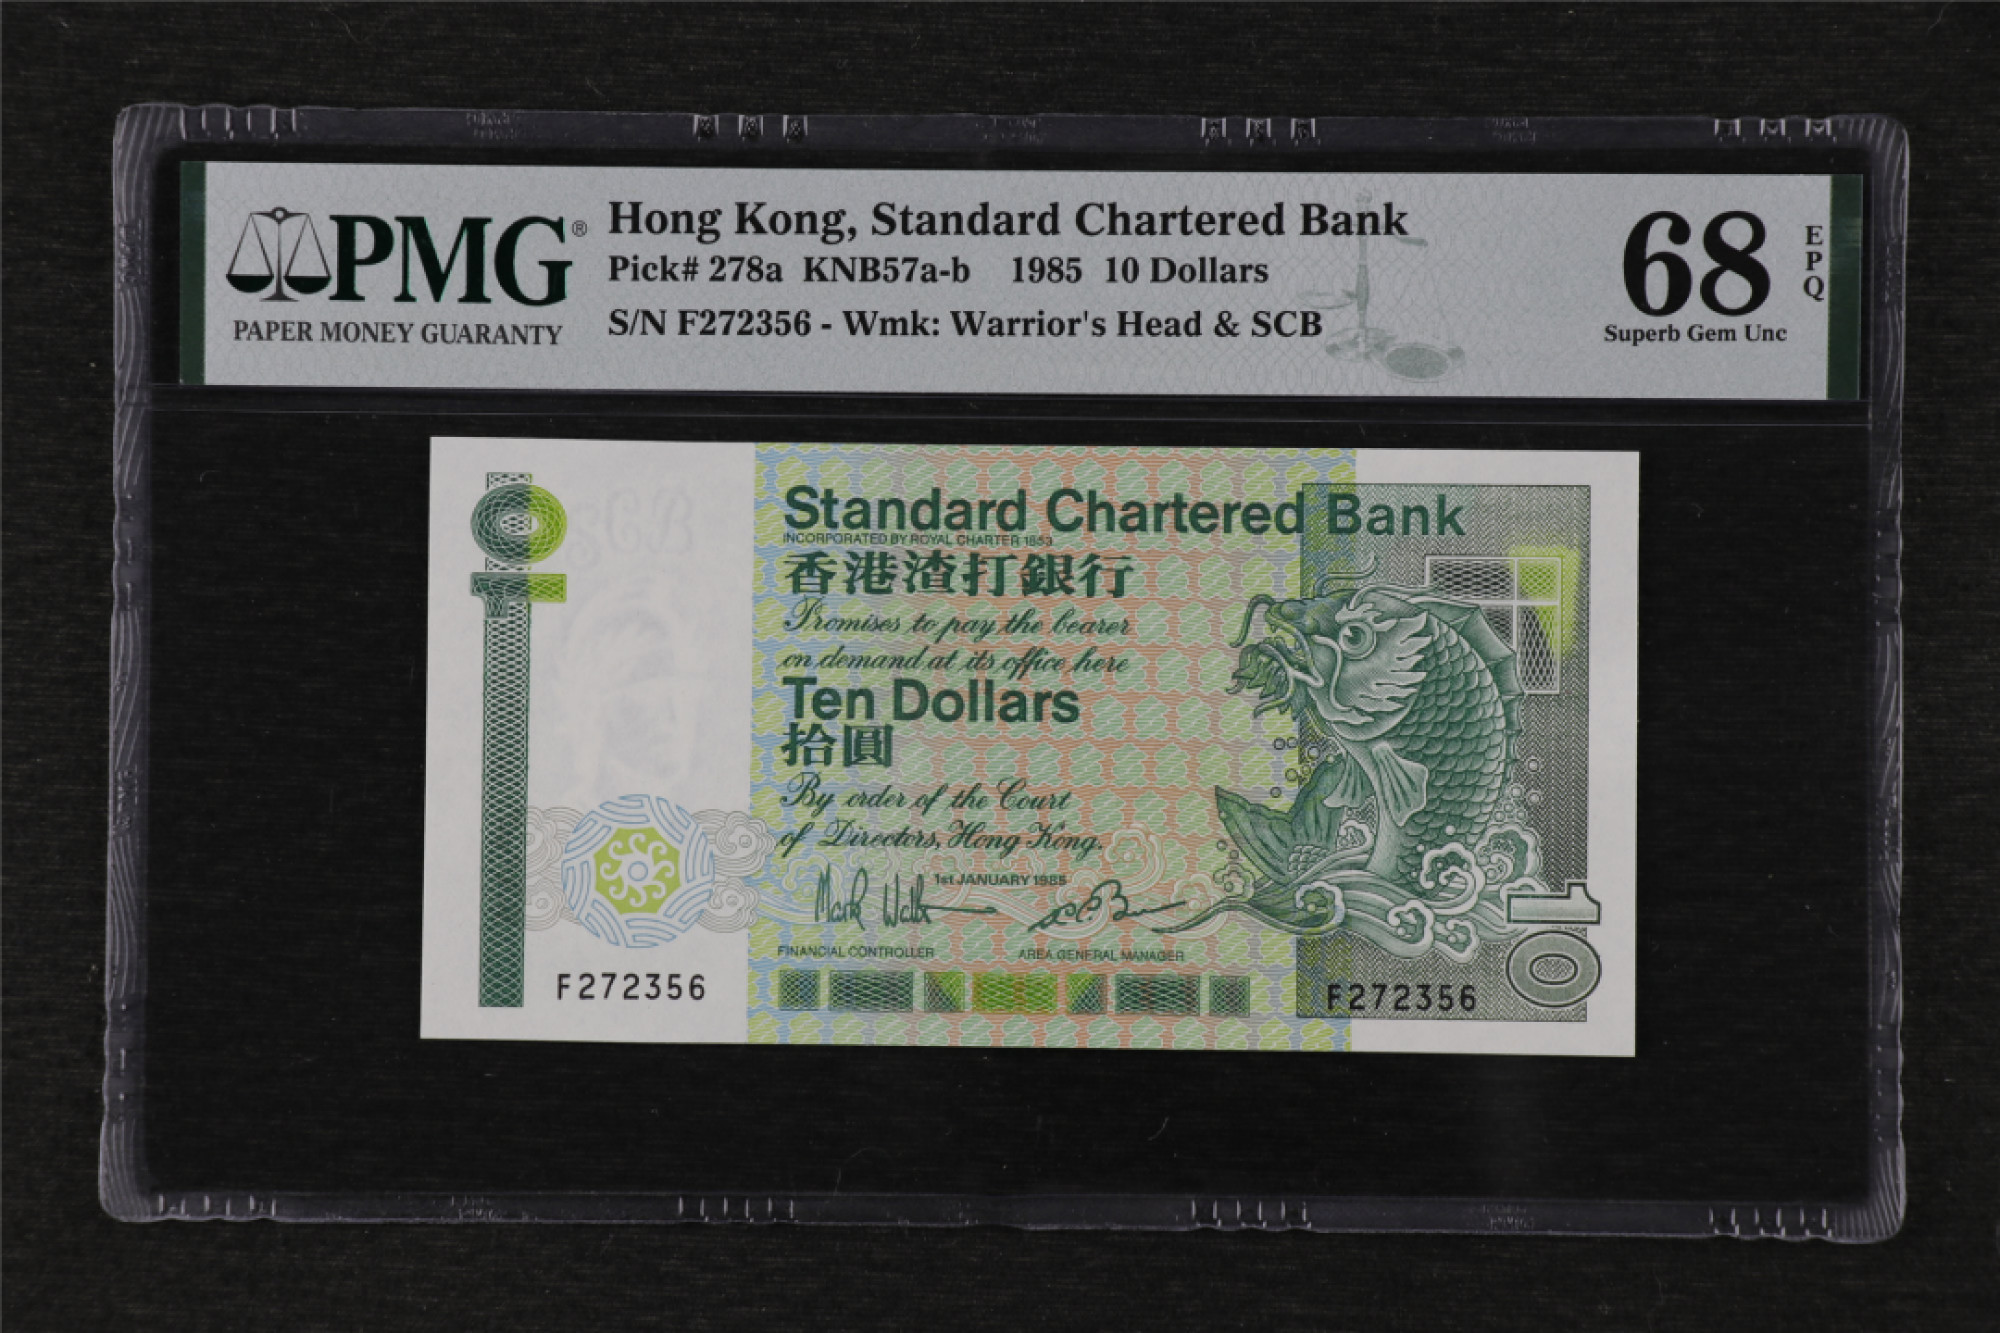 PMG®
PAPER MONEY GUARANTY
Hong Kong, Standard Chartered Bank
Pick# 278a KNB57a-b 1985 10 Dollars
S/N F272356 - Wmk: Warrior's Head & SCB
68
EPQ
Superb Gem Unc
10
Standard Chartered Bank
INCORPORATED BY ROYAL CHARTER 1853
香港渣打銀行
Promises to pay the bearer
on demand at its office here
Ten Dollars
拾圓
By order of the Court
of Directors, Hong Kong.
1st JANUARY 1985
FINANCIAL CONTROLLER
AREA GENERAL MANAGER
F272356
F272356
10